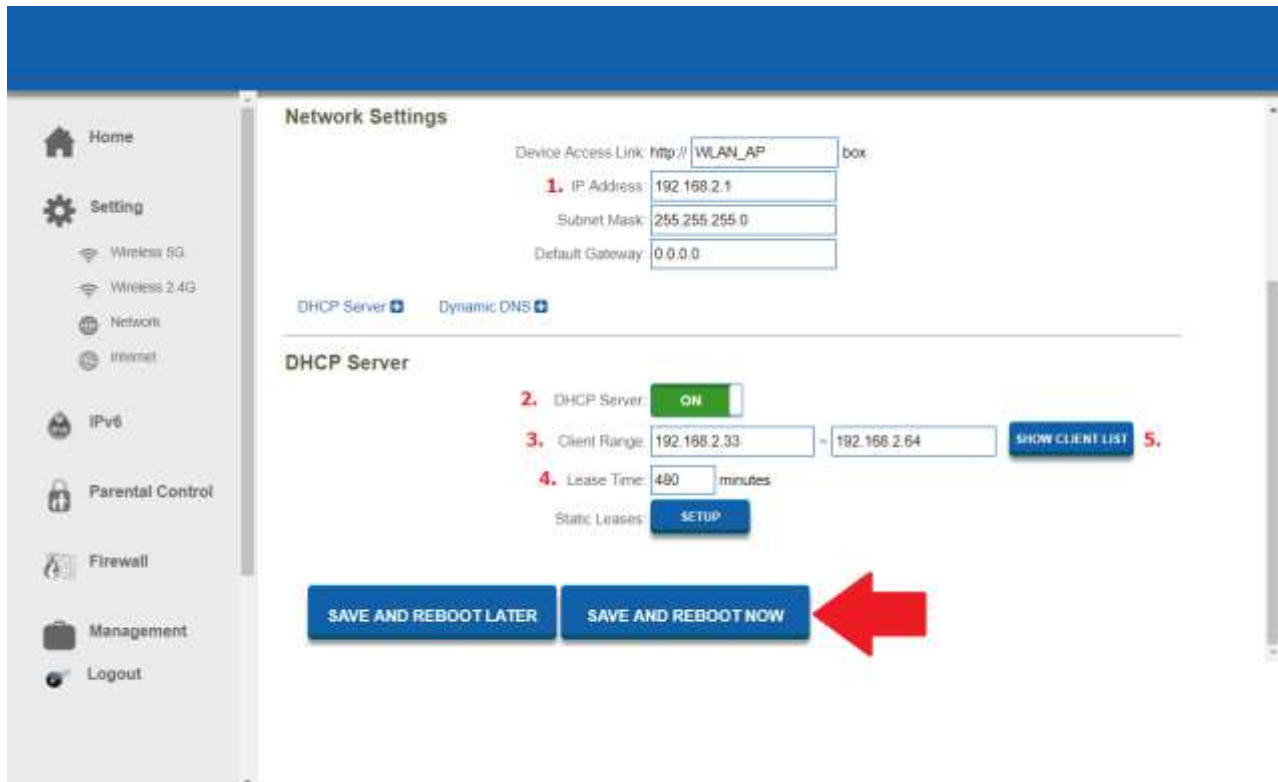 Home
Setting
Wireless 5G
Wireless 2.4G
Network
Internet
IPv6
Parental Control
Firewall
Management
Logout
Network Settings
Device Access Link: http:// WLAN_AP box
1. IP Address: 192.168.2.1
Subnet Mask: 255.255.255.0
Default Gateway: 0.0.0.0
DHCP Server Dynamic DNS
DHCP Server
2. DHCP Server: ON
3. Client Range: 192.168.2.33 ~ 192.168.2.64 SHOW CLIENT LIST 5.
4. Lease Time: 480 minutes
Static Leases: SETUP
SAVE AND REBOOT LATER SAVE AND REBOOT NOW